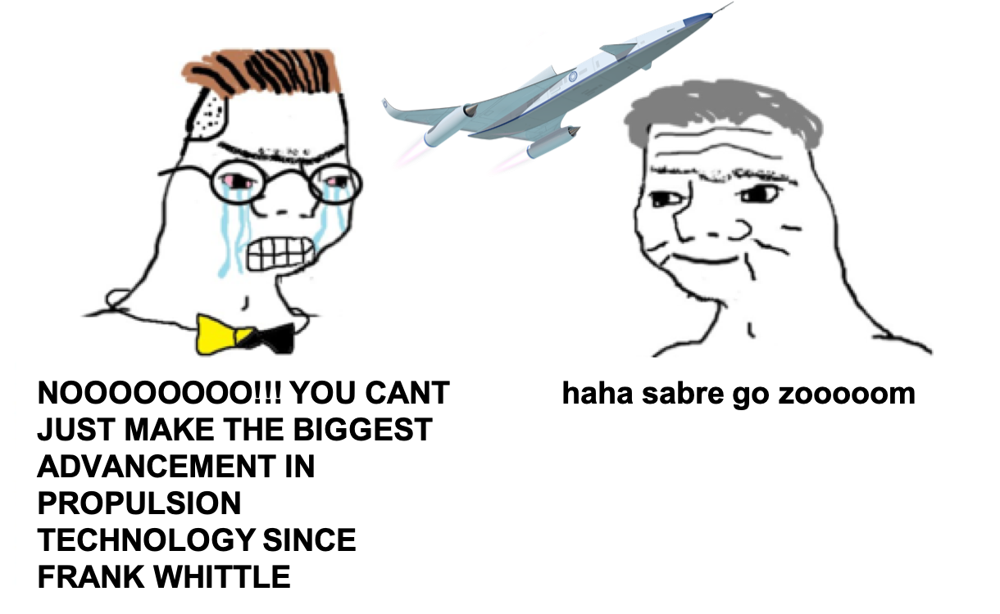 NOOOOOOOO!!! YOU CANT
JUST MAKE THE BIGGEST
ADVANCEMENT IN
PROPULSION
TECHNOLOGY SINCE
FRANK WHITTLE
haha sabre go zooooom